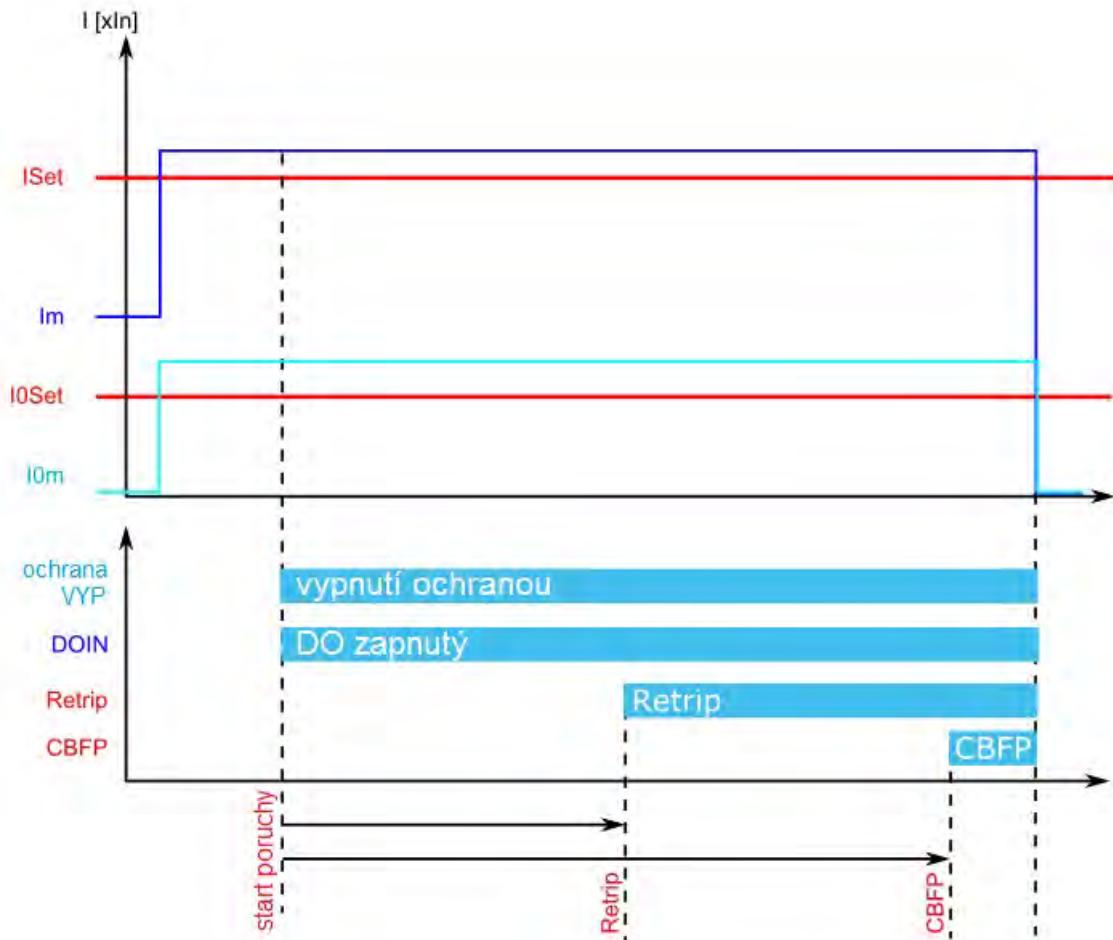 I [xIn]
ISet
Im
I0Set
I0m
ochrana
VYP
vypnutí ochranou
DOIN
DO zapnutý
Retrip
Retrip
CBFP
CBFP
start poruchy
Retrip
CBFP